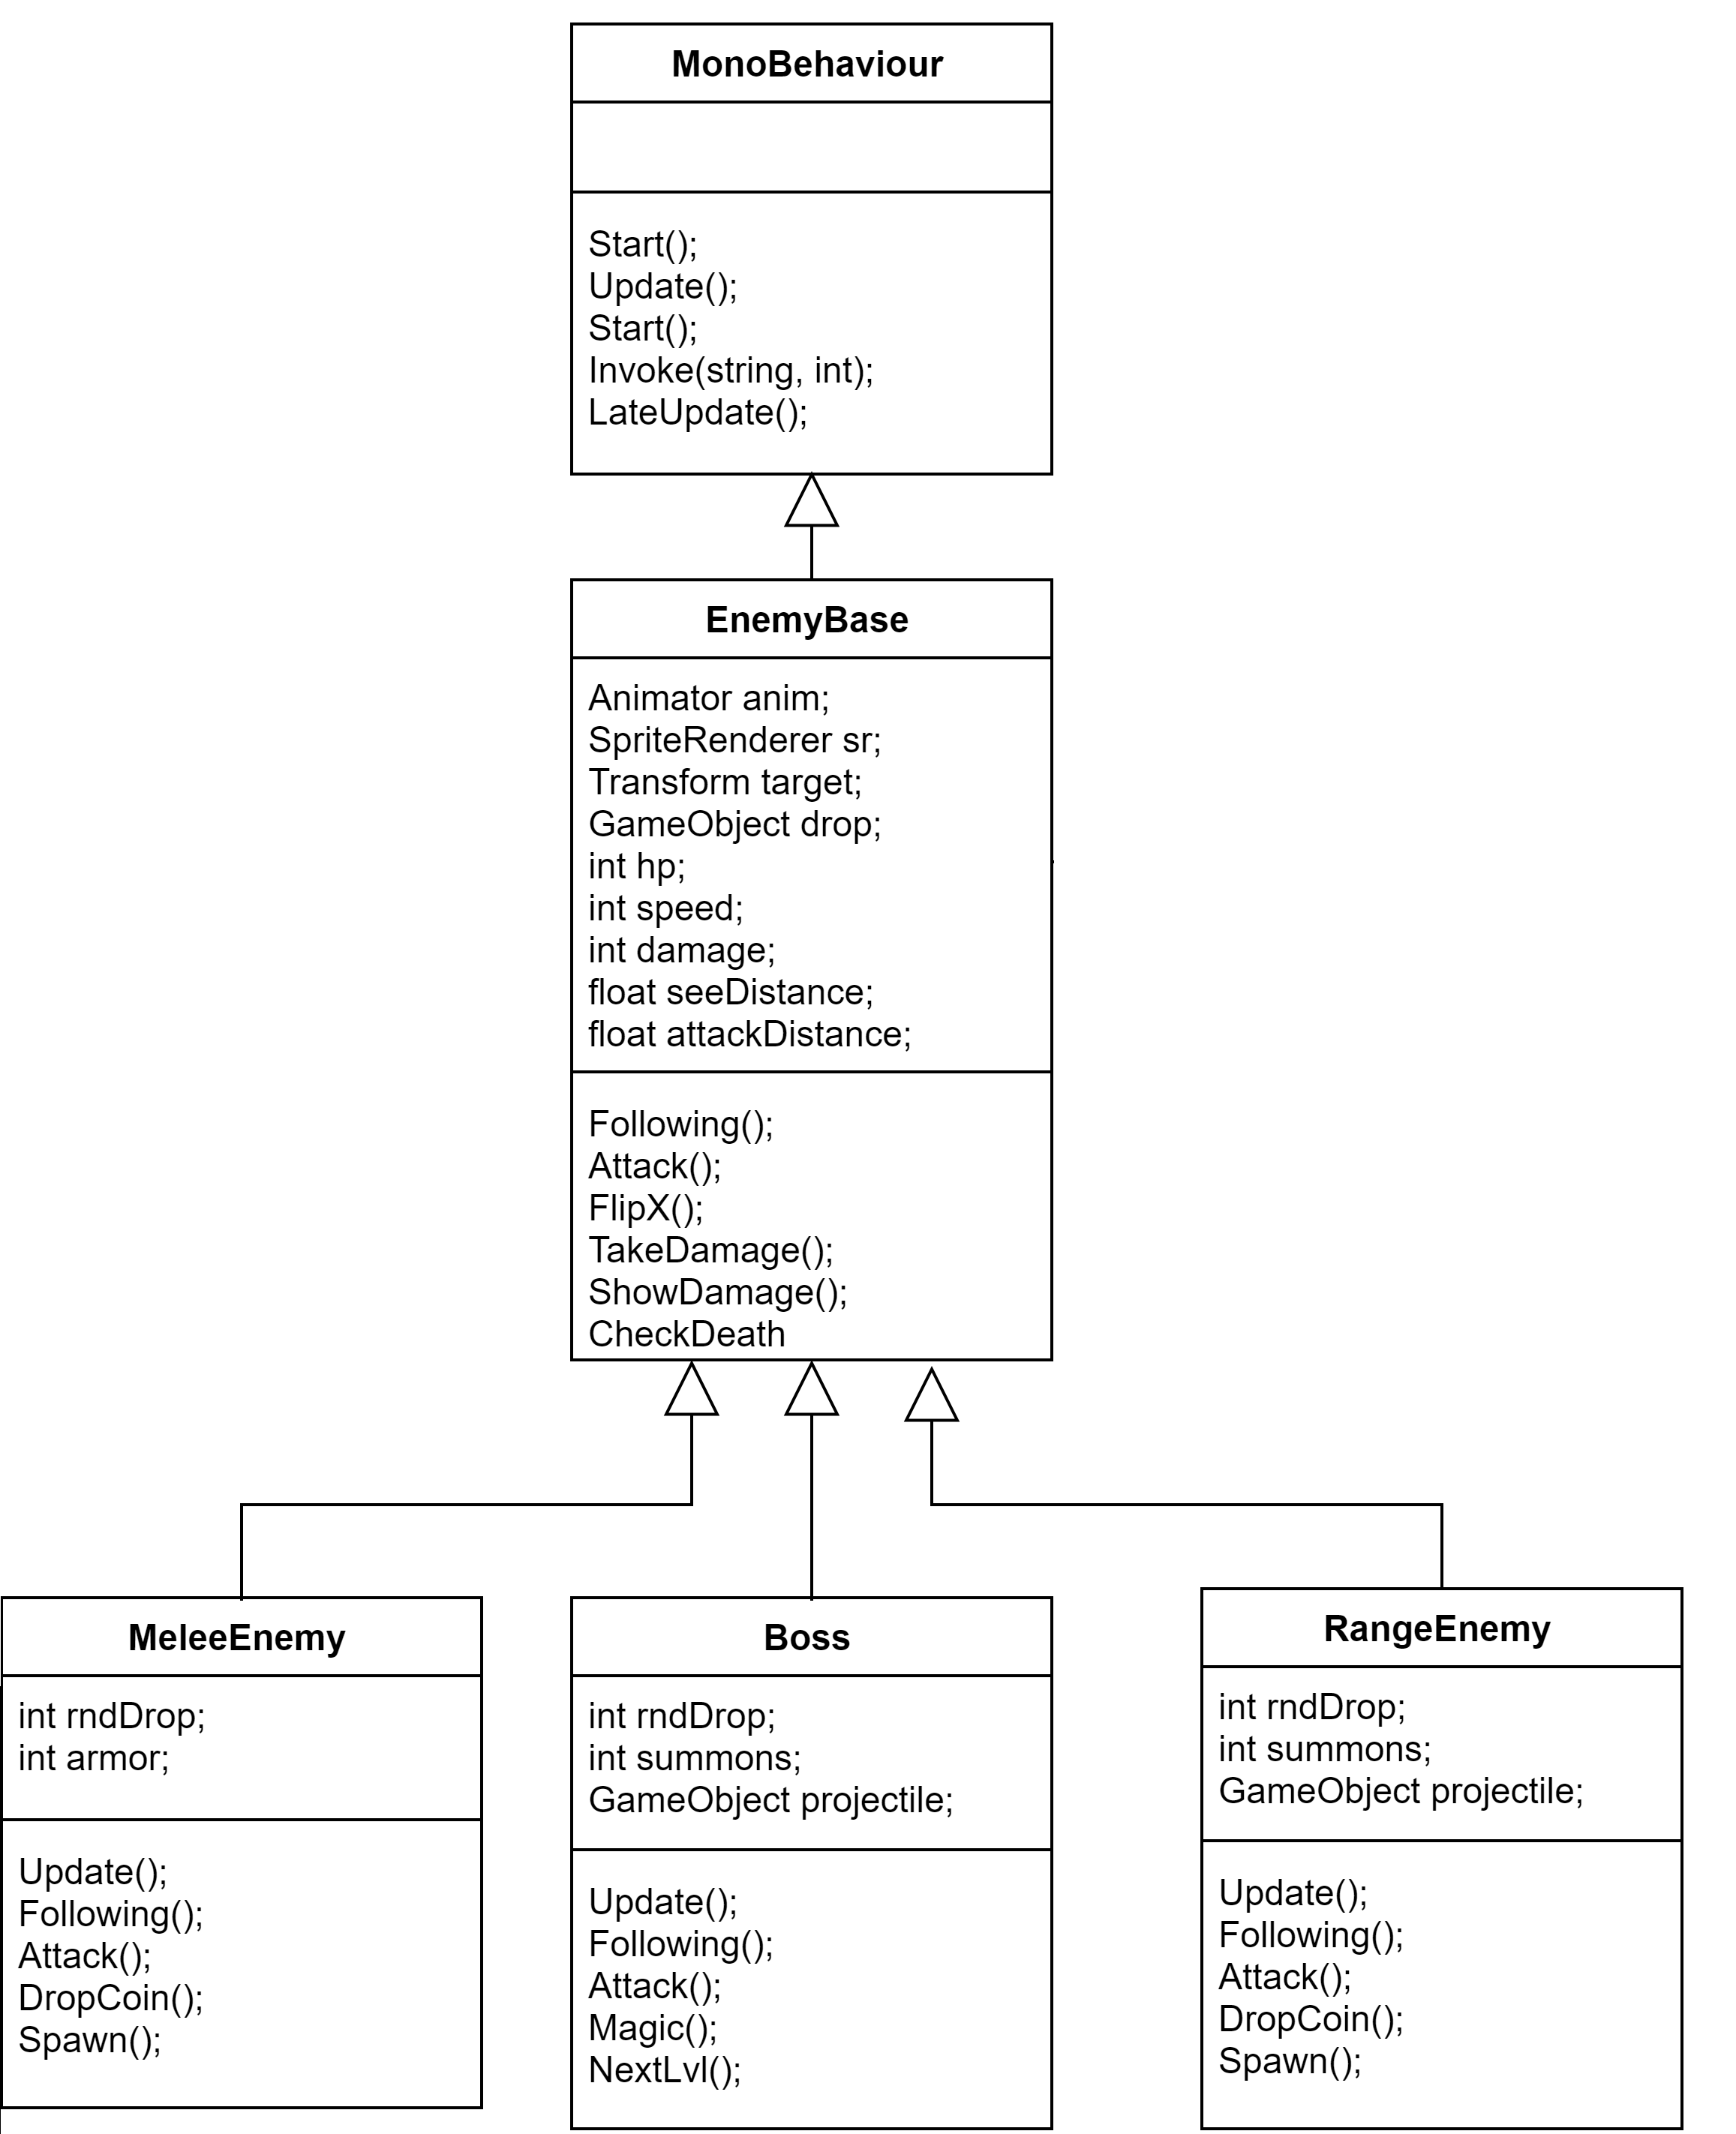 MonoBehaviour
Start();
Update();
Start();
Invoke(string, int);
LateUpdate();
EnemyBase
Animator anim;
SpriteRenderer sr;
Transform target;
GameObject drop;
int hp;
int speed;
int damage;
float seeDistance;
float attackDistance;
Following();
Attack();
FlipX();
TakeDamage();
ShowDamage();
CheckDeath
MeleeEnemy
int rndDrop;
int armor;
Update();
Following();
Attack();
DropCoin();
Spawn();
Boss
int rndDrop;
int summons;
GameObject projectile;
Update();
Following();
Attack();
Magic();
NextLvl();
RangeEnemy
int rndDrop;
int summons;
GameObject projectile;
Update();
Following();
Attack();
DropCoin();
Spawn();